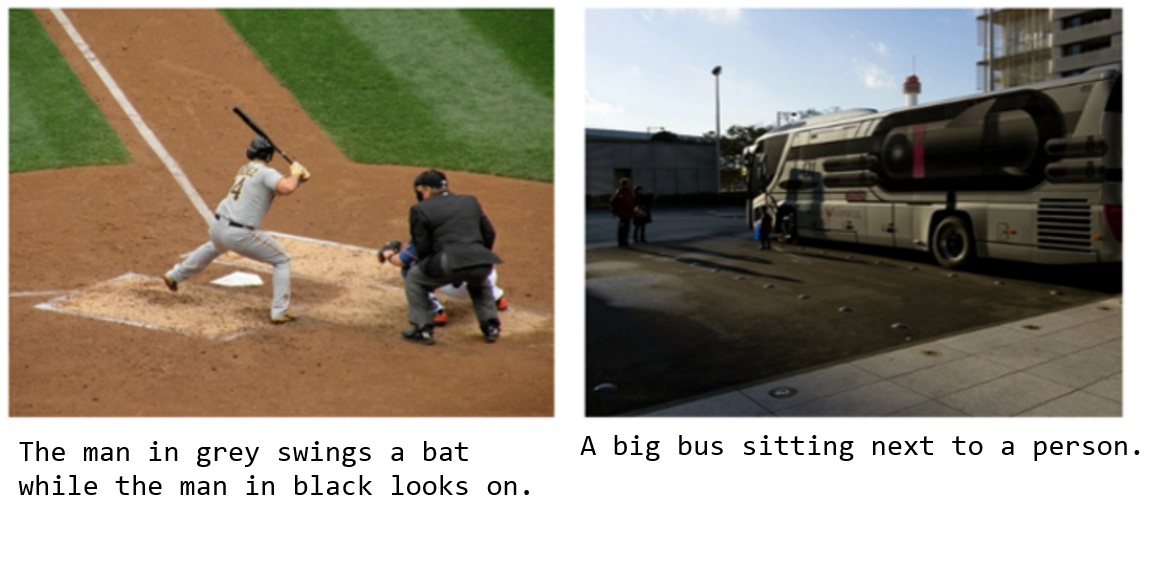 The man in grey swings a bat
while the man in black looks on.
A big bus sitting next to a person.
4